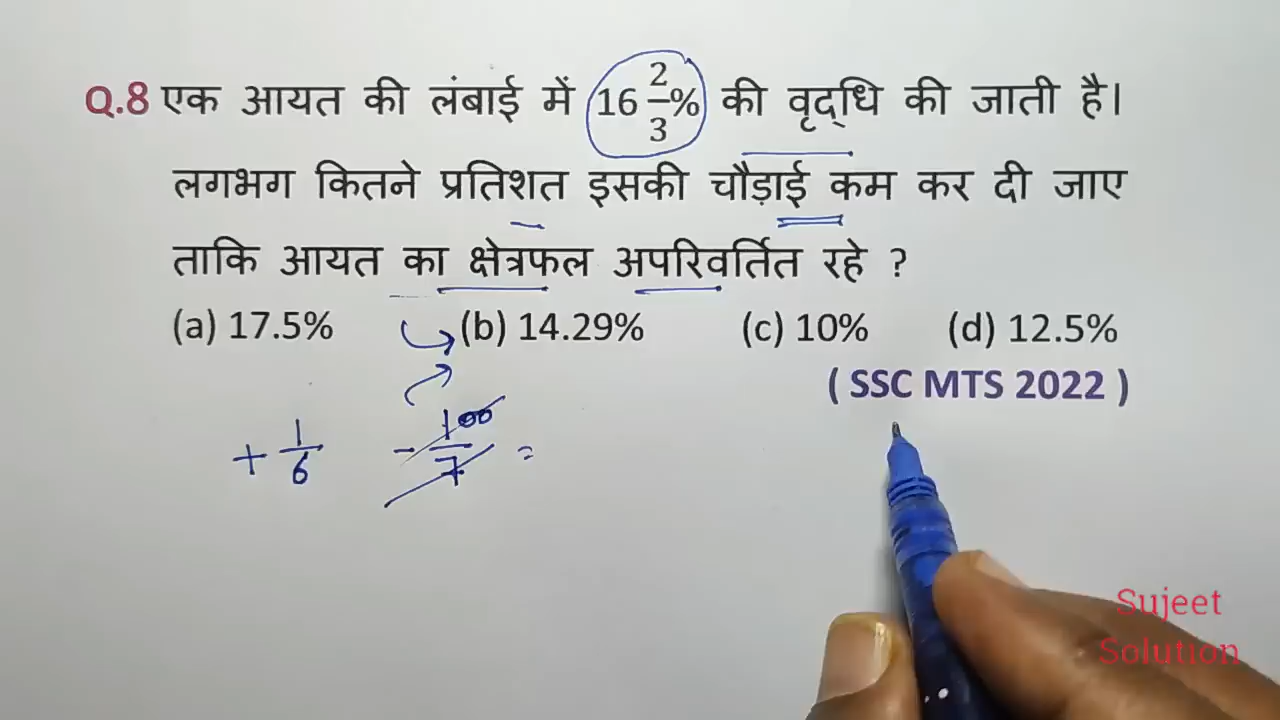 Q.8 एक आयत की लंबाई में 16 2/3% की वृद्धि की जाती है।
लगभग कितने प्रतिशत इसकी चौड़ाई कम कर दी जाए
ताकि आयत का क्षेत्रफल अपरिवर्तित रहे ?
(a) 17.5% (b) 14.29% (c) 10% (d) 12.5%
( SSC MTS 2022 )
+ 1/6 - 100/7 =
Sujeet
Solution